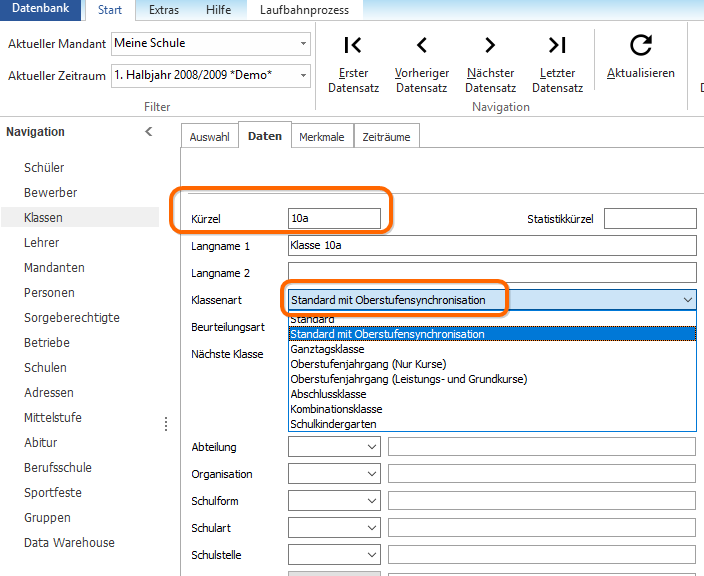 Datenbank Start Extras Hilfe Laufbahnprozess
Aktueller Mandant Meine Schule
Aktueller Zeitraum 1. Halbjahr 2008/2009 *Demo*
Filter
Erster Datensatz
Vorheriger Datensatz
Nächster Datensatz
Letzter Datensatz
Aktualisieren
Navigation
Navigation
Schüler
Bewerber
Klassen
Lehrer
Mandanten
Personen
Sorgeberechtigte
Betriebe
Schulen
Adressen
Mittelstufe
Abitur
Berufsschule
Sportfeste
Gruppen
Data Warehouse
Auswahl Daten Merkmale Zeiträume
Kürzel 10a Statistikkürzel
Langname 1 Klasse 10a
Langname 2
Klassenart Standard mit Oberstufensynchronisation
Beurteilungsart
Nächste Klasse
Standard
Standard mit Oberstufensynchronisation
Ganztagsklasse
Oberstufenjahrgang (Nur Kurse)
Oberstufenjahrgang (Leistungs- und Grundkurse)
Abschlussklasse
Kombinationsklasse
Schulkindergarten
Abteilung
Organisation
Schulform
Schulart
Schulstelle